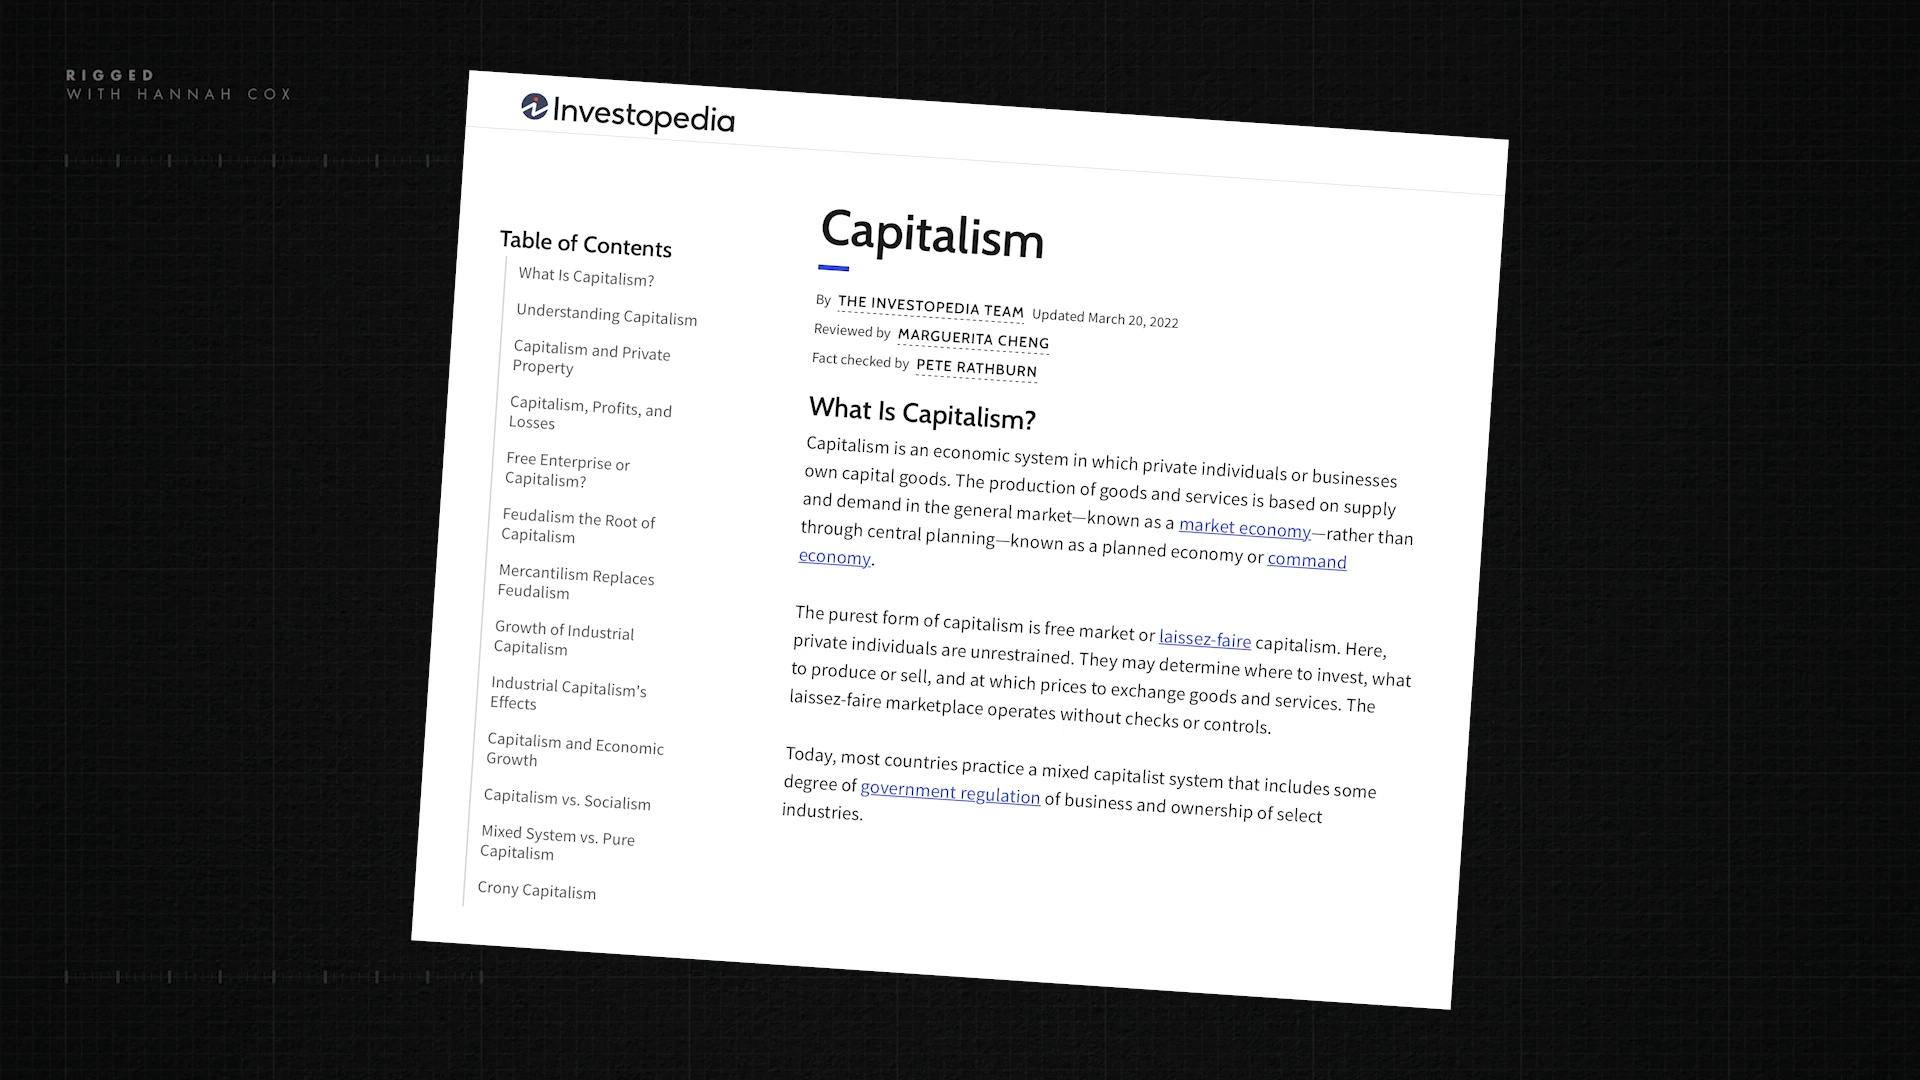 RIGGED
WITH HANNAH COX
Investopedia
Table of Contents
What Is Capitalism?
Understanding Capitalism
Capitalism and Private
Property
Capitalism, Profits, and
Losses
Free Enterprise or
Capitalism?
Feudalism the Root of
Capitalism
Mercantilism Replaces
Feudalism
Growth of Industrial
Capitalism
Industrial Capitalism's
Effects
Capitalism and Economic
Growth
Capitalism vs. Socialism
Mixed System vs. Pure
Capitalism
Crony Capitalism
Capitalism
By THE INVESTOPEDIA TEAM Updated March 20, 2022
Reviewed by MARGUERITA CHENG
Fact checked by PETE RATHBURN
What Is Capitalism?
Capitalism is an economic system in which private individuals or businesses
own capital goods. The production of goods and services is based on supply
and demand in the general market—known as a market economy—rather than
through central planning—known as a planned economy or command
economy.
The purest form of capitalism is free market or laissez-faire capitalism. Here,
private individuals are unrestrained. They may determine where to invest, what
to produce or sell, and at which prices to exchange goods and services. The
laissez-faire marketplace operates without checks or controls.
Today, most countries practice a mixed capitalist system that includes some
degree of government regulation of business and ownership of select
industries.